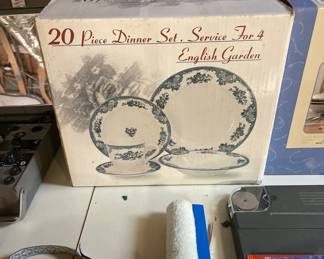 20 Piece Dinner Set. Service For 4
English Garden